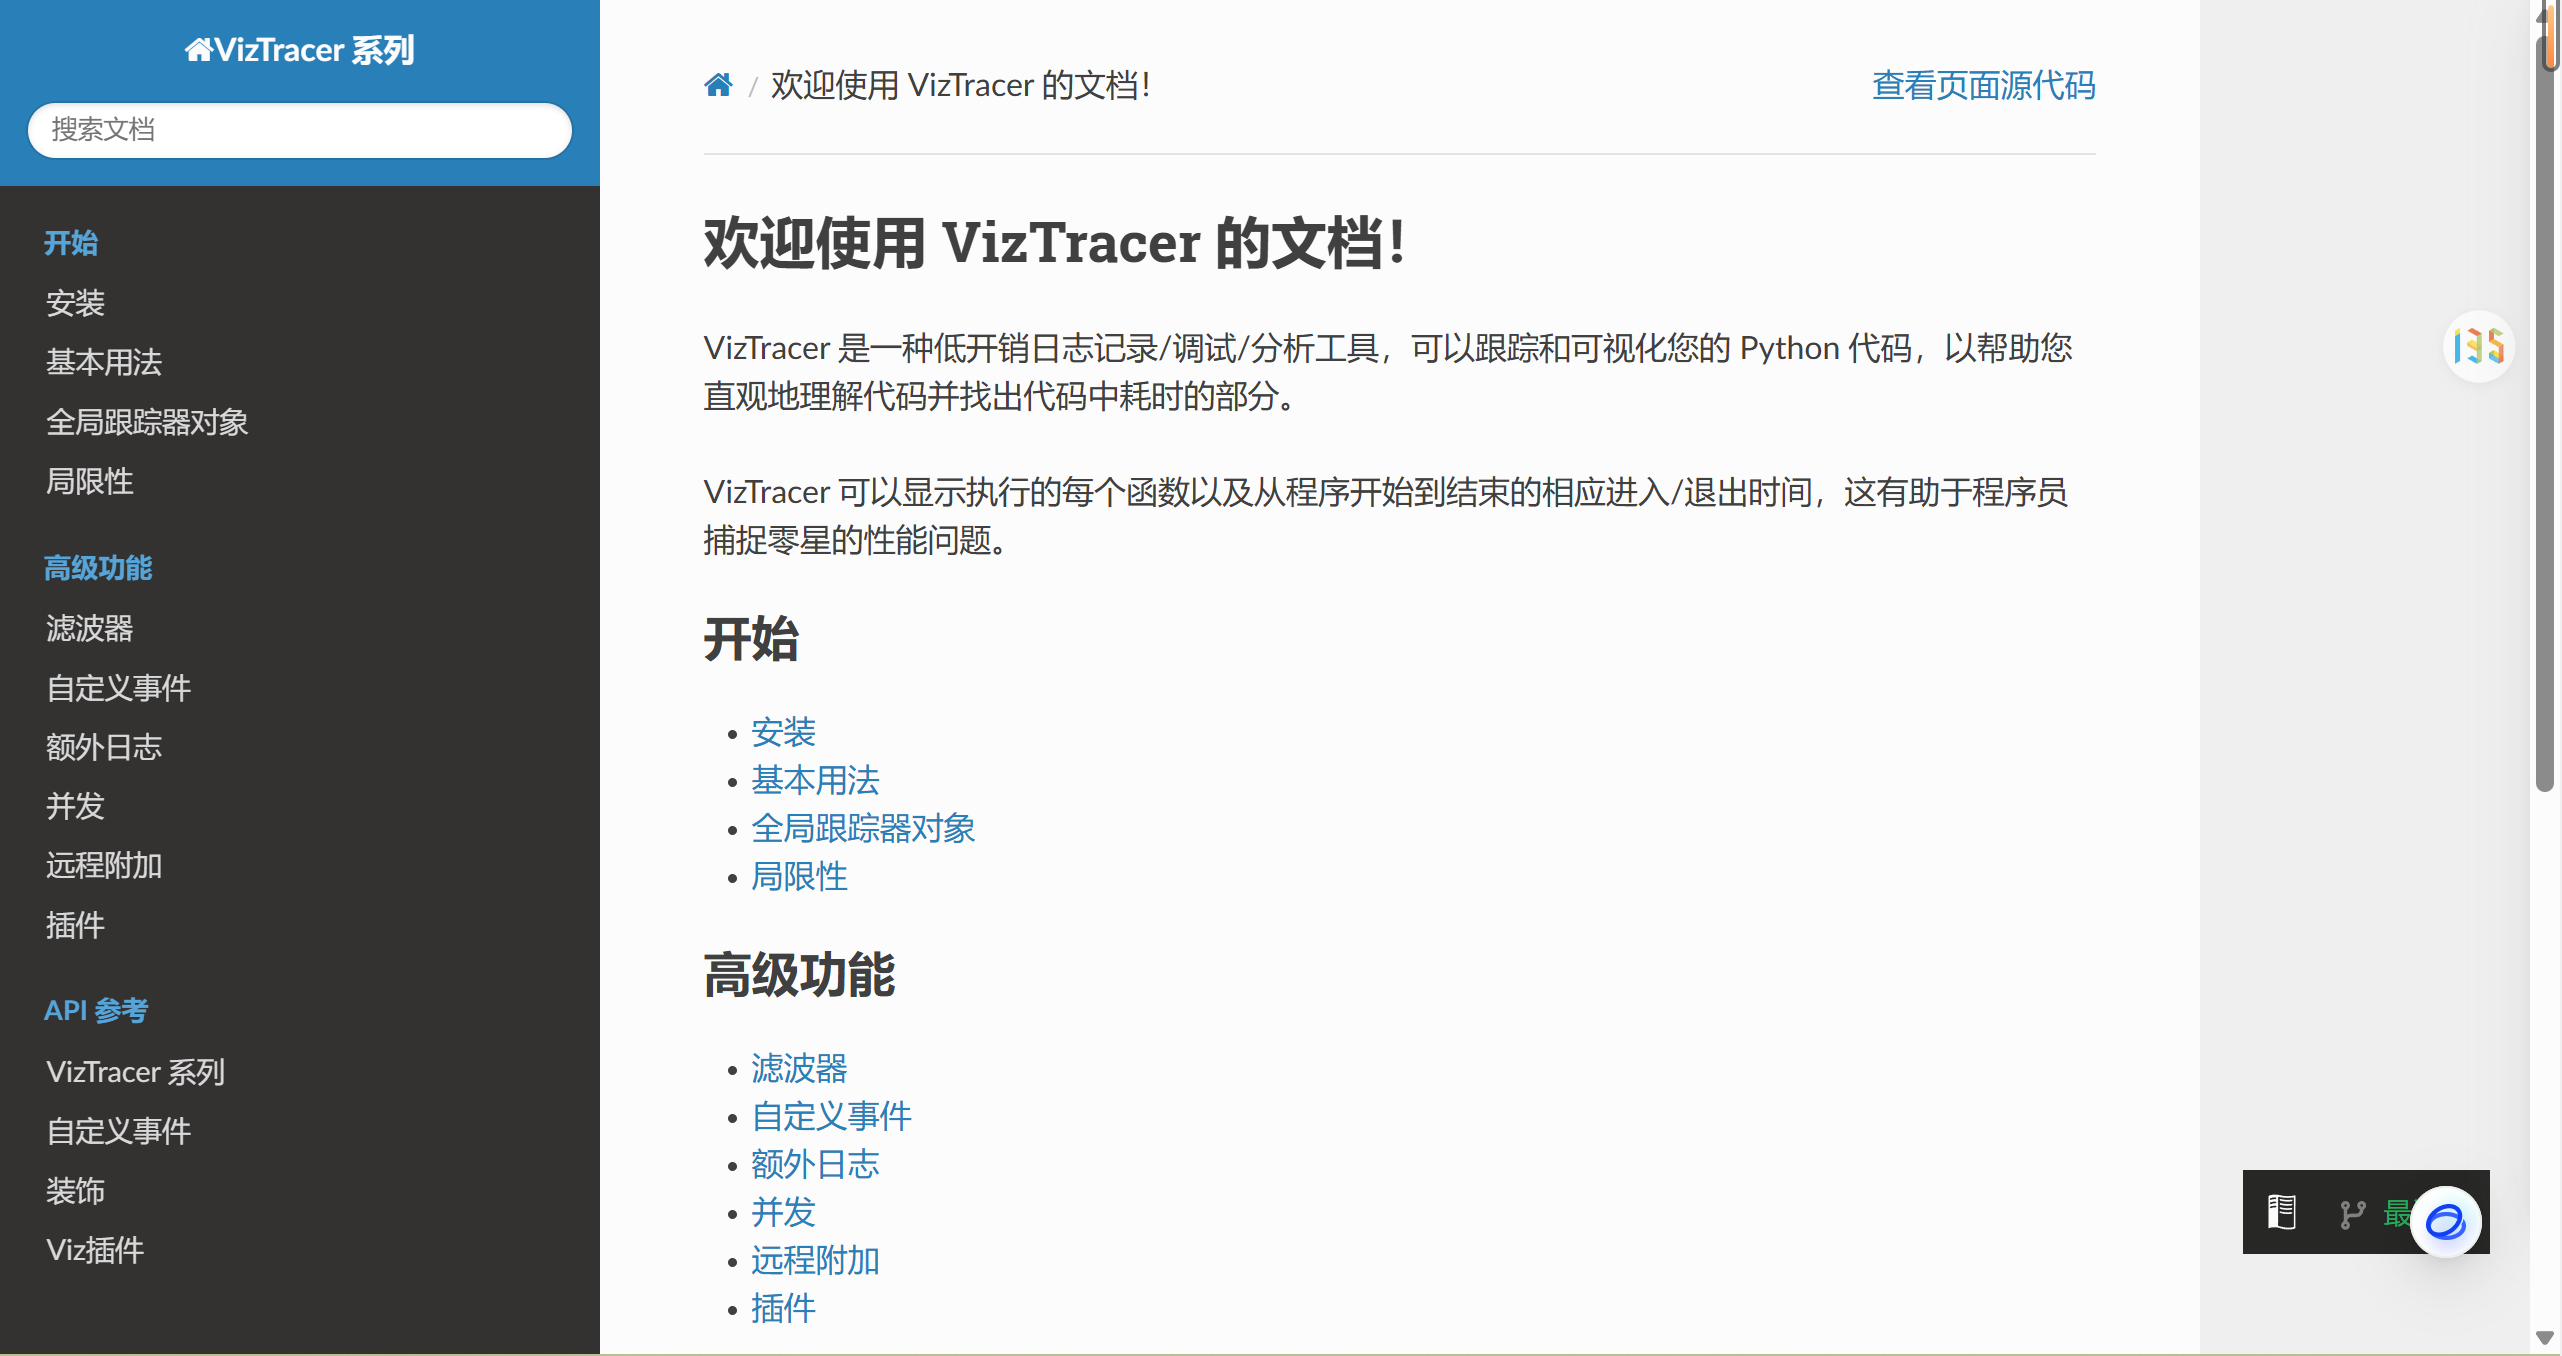 VizTracer 系列
搜索文档
开始
安装
基本用法
全局跟踪器对象
局限性
高级功能
滤波器
自定义事件
额外日志
并发
远程附加
插件
API 参考
VizTracer 系列
自定义事件
装饰
Viz插件
/ 欢迎使用 VizTracer 的文档!
查看页面源代码
欢迎使用 VizTracer 的文档!
VizTracer 是一种低开销日志记录/调试/分析工具，可以跟踪和可视化您的 Python 代码，以帮助您
直观地理解代码并找出代码中耗时的部分。
VizTracer 可以显示执行的每个函数以及从程序开始到结束的相应进入/退出时间，这有助于程序员
捕捉零星的性能问题。
开始
• 安装
• 基本用法
• 全局跟踪器对象
• 局限性
高级功能
• 滤波器
• 自定义事件
• 额外日志
• 并发
• 远程附加
• 插件
135
最